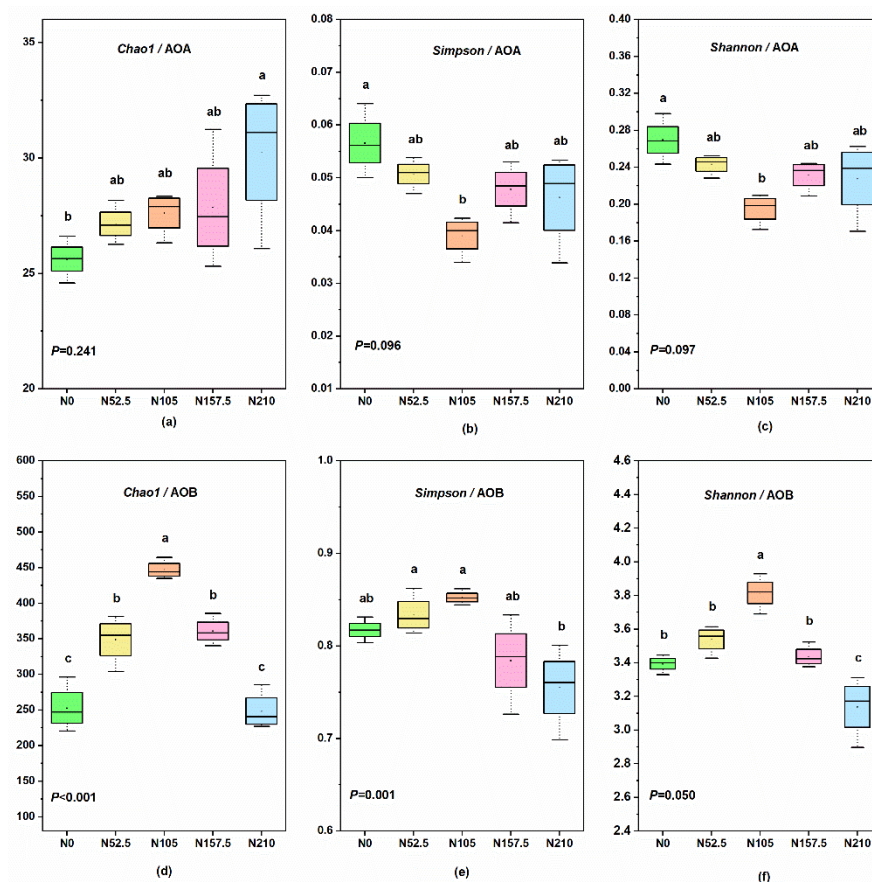 Chao1 / AOA
35
30
25
20
b
ab
ab
ab
a
P=0.241
N0 N52.5 N105 N157.5 N210
(a)
Simpson / AOA
0.08
0.07
0.06
0.05
0.04
0.03
0.02
0.01
a
ab
b
ab
ab
P=0.096
N0 N52.5 N105 N157.5 N210
(b)
Shannon / AOA
0.40
0.36
0.32
0.28
0.24
0.20
0.16
0.12
0.08
0.04
0.00
a
ab
b
ab
ab
P=0.097
N0 N52.5 N105 N157.5 N210
(c)
Chao1 / AOB
600
550
500
450
400
350
300
250
200
150
100
c
b
a
b
c
P<0.001
N0 N52.5 N105 N157.5 N210
(d)
Simpson / AOB
1.0
0.9
0.8
0.7
0.6
ab
a
a
ab
b
P=0.001
N0 N52.5 N105 N157.5 N210
(e)
Shannon / AOB
4.6
4.4
4.2
4.0
3.8
3.6
3.4
3.2
3.0
2.8
2.6
2.4
b
b
a
b
c
P=0.050
N0 N52.5 N105 N157.5 N210
(f)